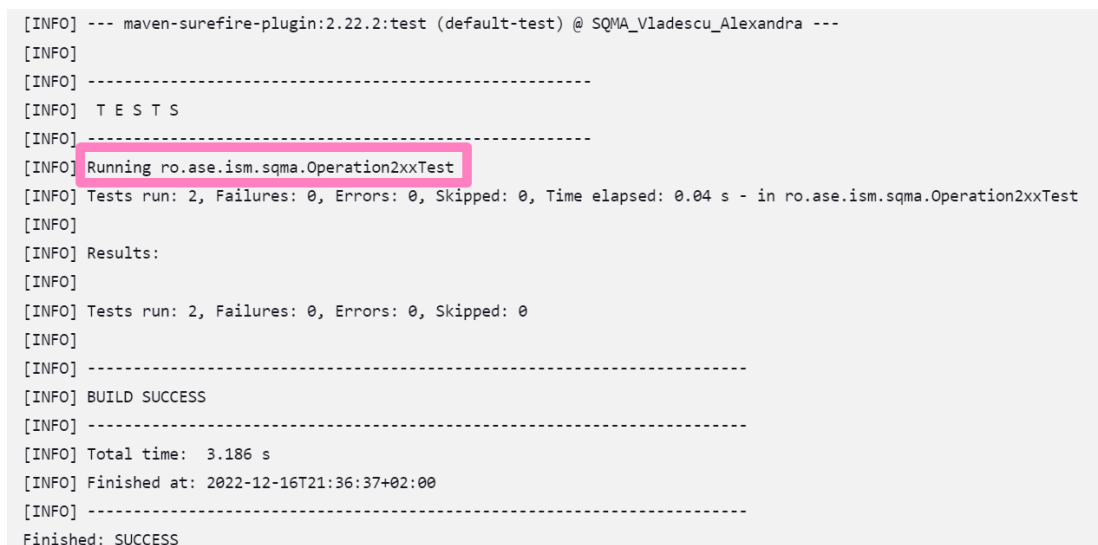 [INFO] --- maven-surefire-plugin:2.22.2:test (default-test) @ SQMA_Vladescu_Alexandra ---
[INFO]
[INFO] -------------------------------------------------------
[INFO]  T E S T S
[INFO] -------------------------------------------------------
[INFO] Running ro.ase.ism.sqma.Operation2xxTest
[INFO] Tests run: 2, Failures: 0, Errors: 0, Skipped: 0, Time elapsed: 0.04 s - in ro.ase.ism.sqma.Operation2xxTest
[INFO]
[INFO] Results:
[INFO]
[INFO] Tests run: 2, Failures: 0, Errors: 0, Skipped: 0
[INFO]
[INFO] ------------------------------------------------------------------------
[INFO] BUILD SUCCESS
[INFO] ------------------------------------------------------------------------
[INFO] Total time:  3.186 s
[INFO] Finished at: 2022-12-16T21:36:37+02:00
[INFO] ------------------------------------------------------------------------
Finished: SUCCESS